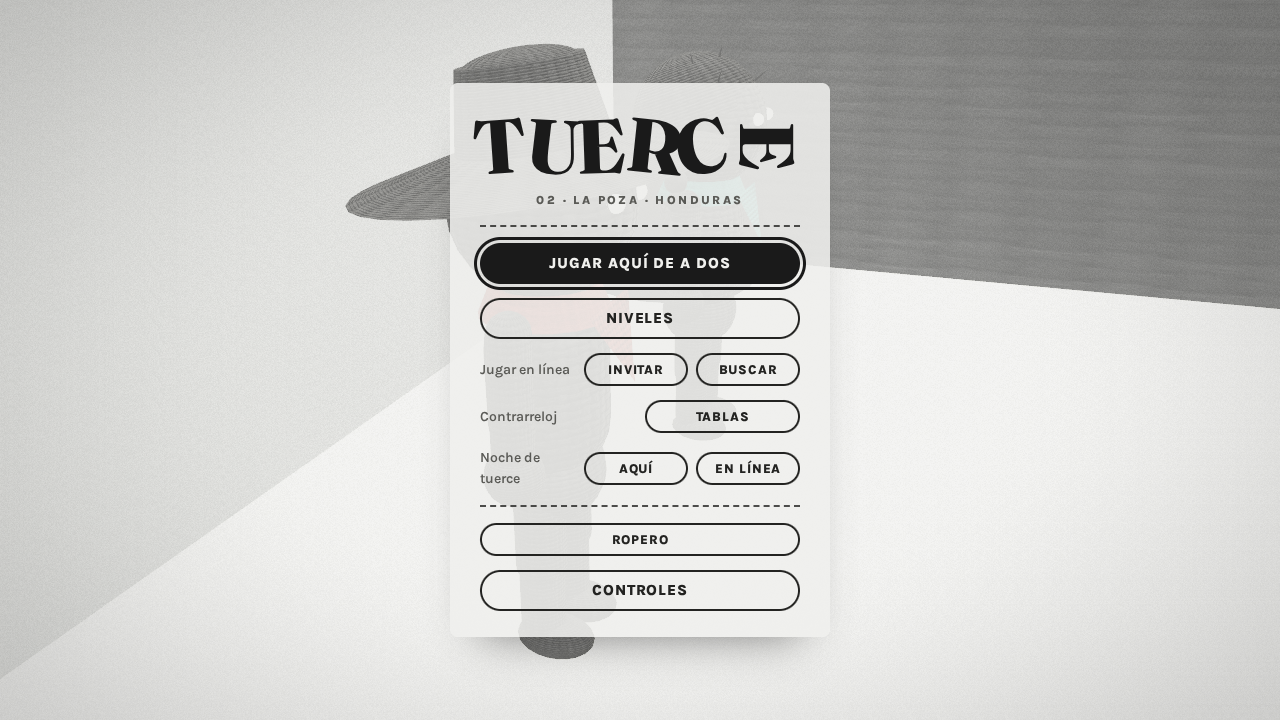 TUERCE
02 · LA POZA · HONDURAS
JUGAR AQUÍ DE A DOS
NIVELES
Jugar en línea INVITAR BUSCAR
Contrarreloj TABLAS
Noche de
tuerce AQUÍ EN LÍNEA
ROPERO
CONTROLES